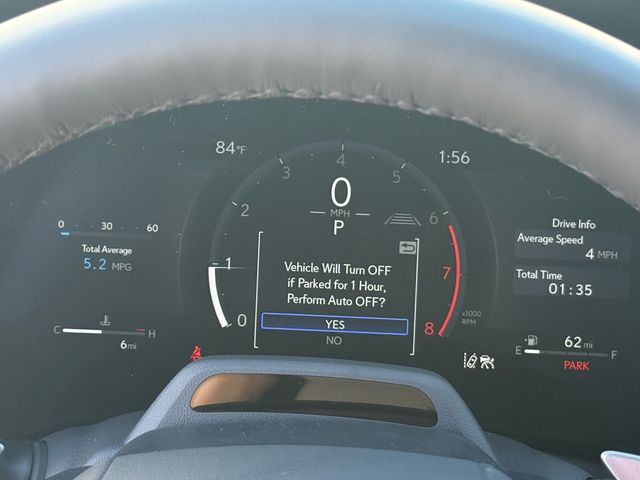 84°F
1:56
0 1 2 3 4 5 6 7 8
x1000
RPM
0
MPH
P
0 30 60
Total Average
5.2 MPG
C H
6 mi
Vehicle Will Turn OFF
if Parked for 1 Hour,
Perform Auto OFF?
YES
NO
Drive Info
Average Speed
4 MPH
Total Time
01:35
62 mi
E F
PARK